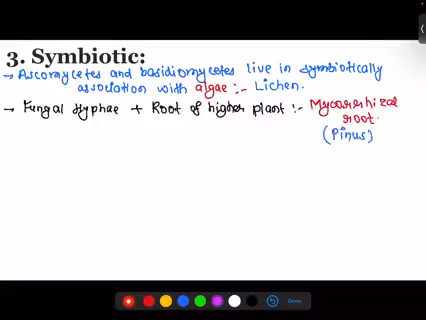 3. Symbiotic:
→ Ascomycetes and basidiomycetes live in symbiotically
association with algae :- Lichen.
→ Fungal Hyphae + Root of higher plant :- Mycorrhizal
root.
(Pinus)
Done